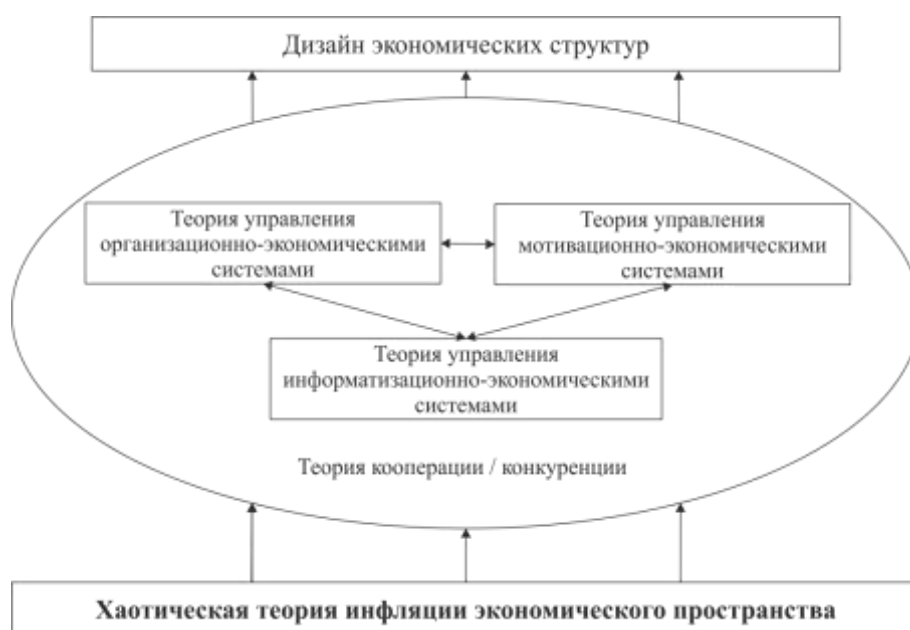 Дизайн экономических структур
Теория управления
организационно-экономическими
системами
Теория управления
мотивационно-экономическими
системами
Теория управления
информатизационно-экономическими
системами
Теория кооперации / конкуренции
Хаотическая теория инфляции экономического пространства